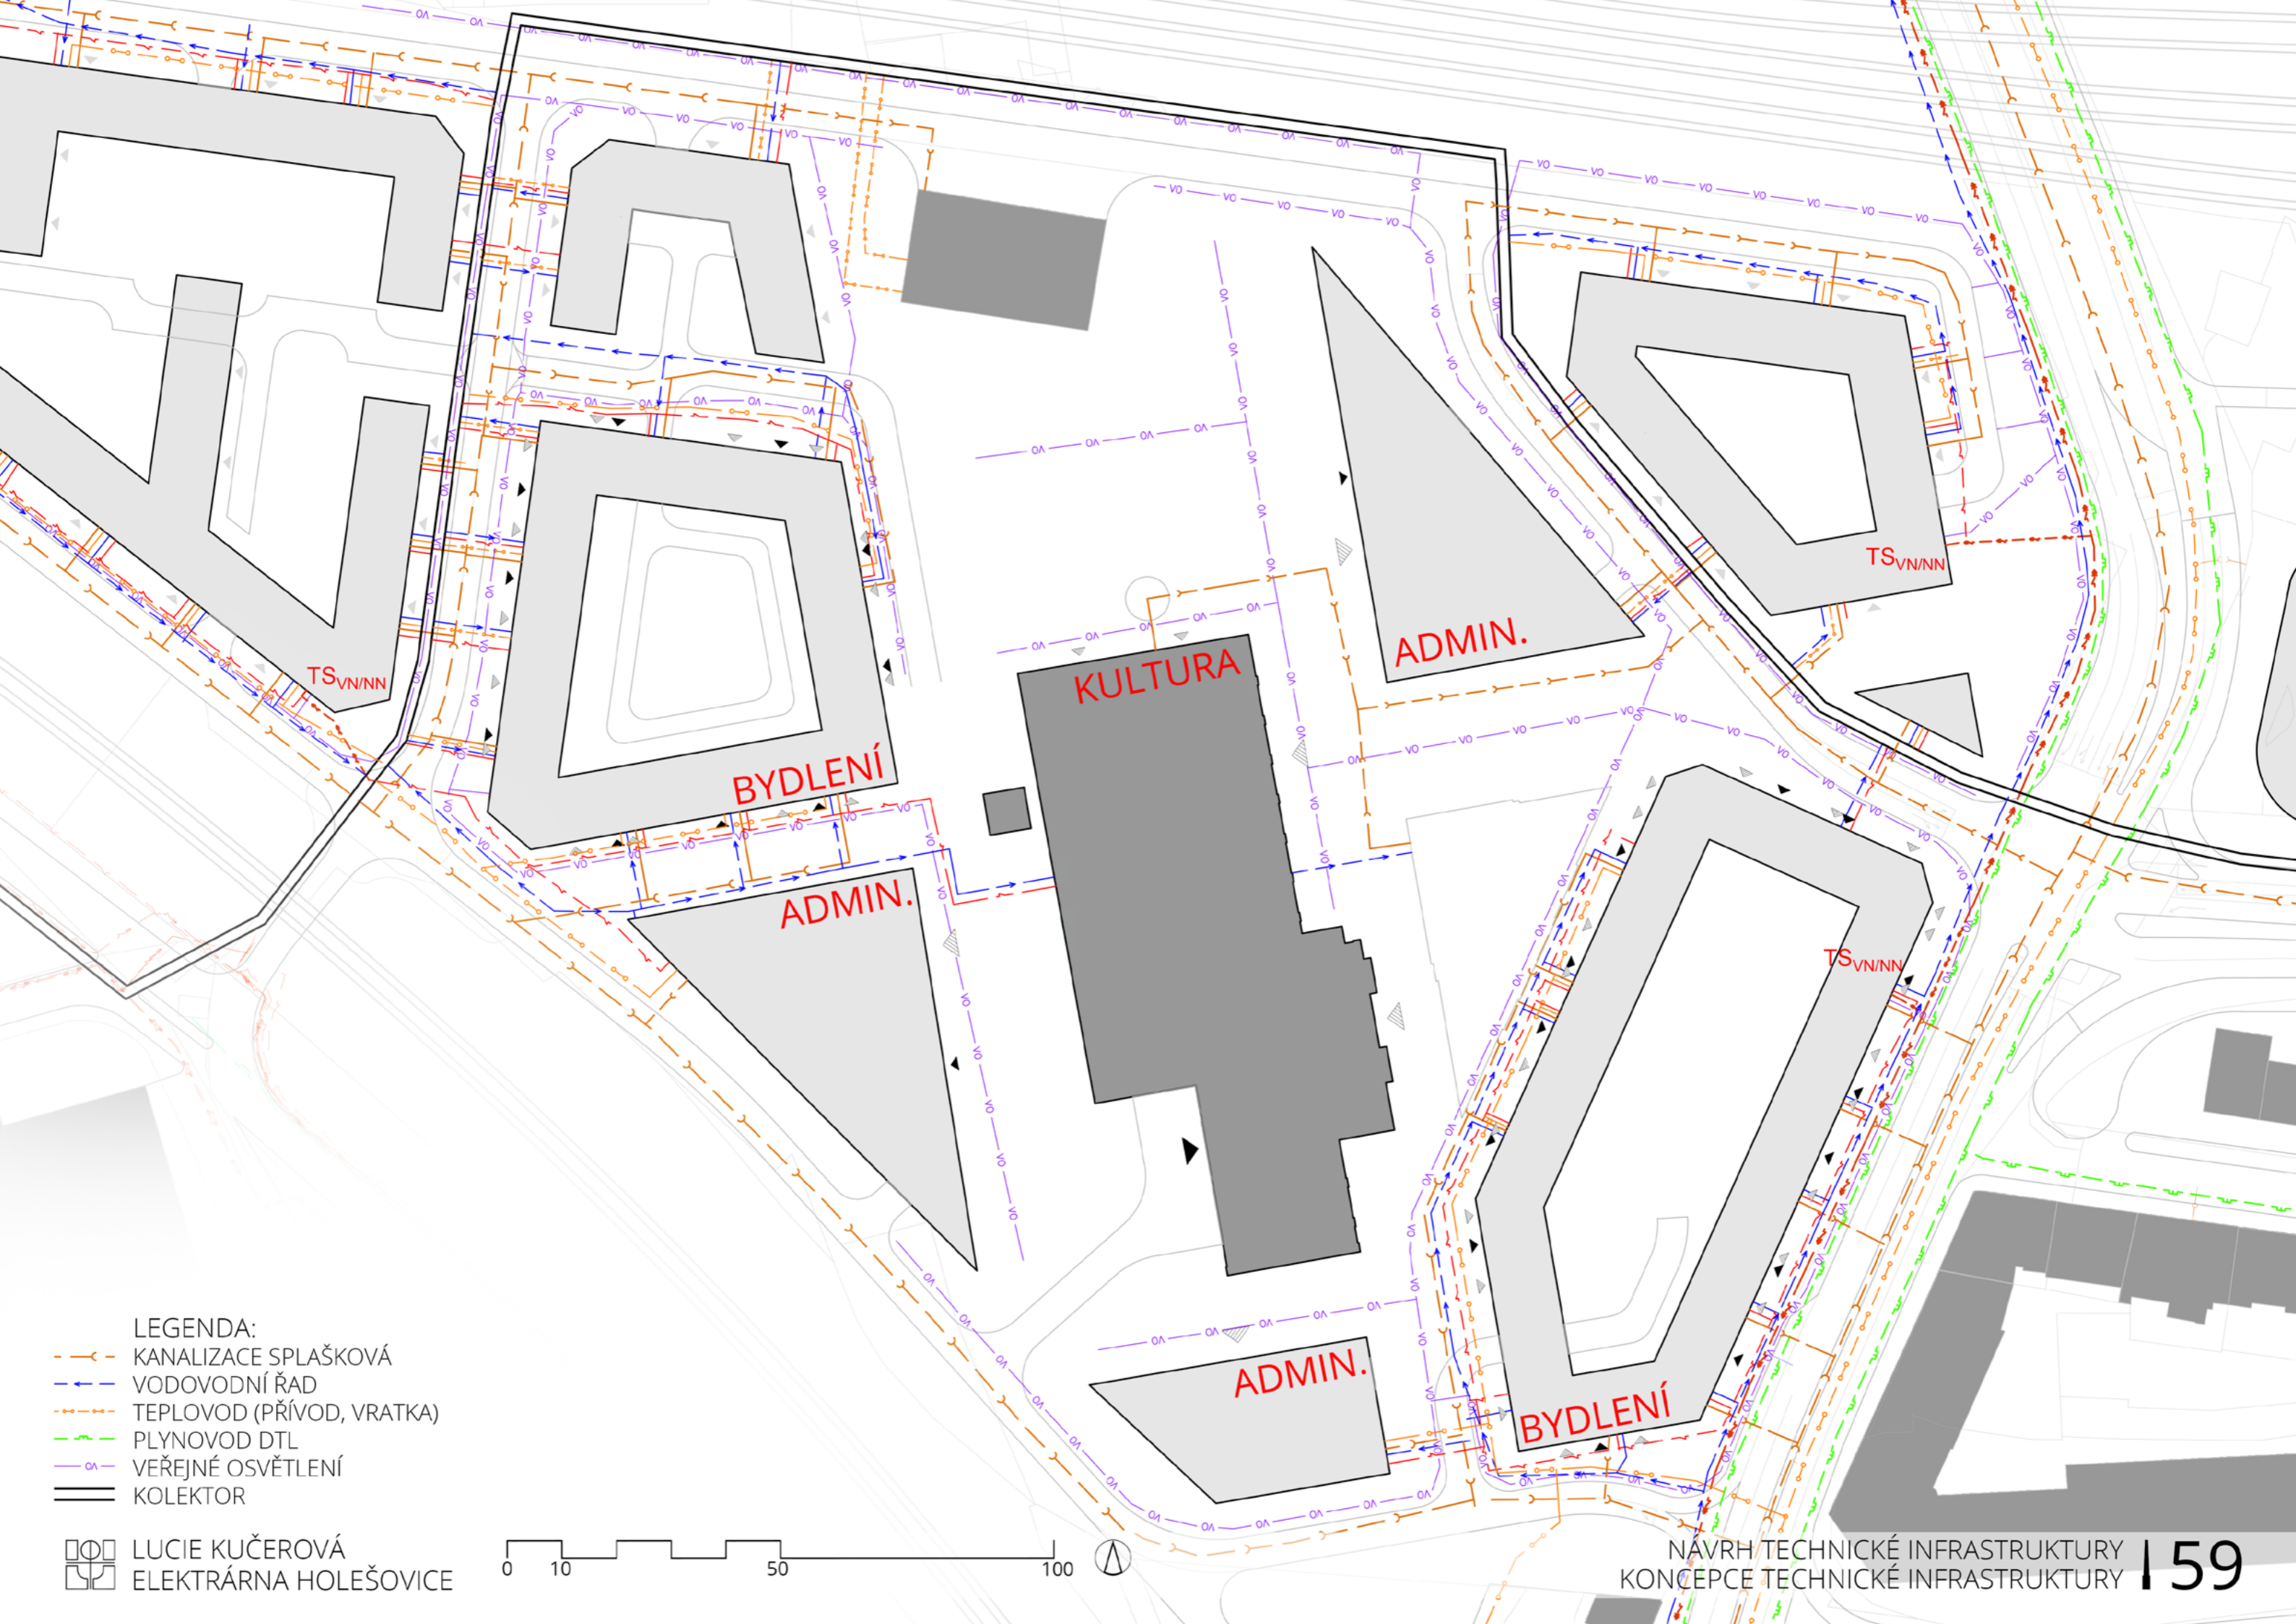 TS VN/NN
ADMIN.
KULTURA
TS VN/NN
BYDLENÍ
ADMIN.
TS VN/NN
ADMIN.
BYDLENÍ
LEGENDA:
KANALIZACE SPLAŠKOVÁ
VODOVODNÍ ŘAD
TEPLOVOD (PŘÍVOD, VRATKA)
PLYNOVOD DTL
VO VEŘEJNÉ OSVĚTLENÍ
KOLEKTOR
LUCIE KUČEROVÁ
ELEKTRÁRNA HOLEŠOVICE
0 10 50 100
NÁVRH TECHNICKÉ INFRASTRUKTURY
KONCEPCE TECHNICKÉ INFRASTRUKTURY
59